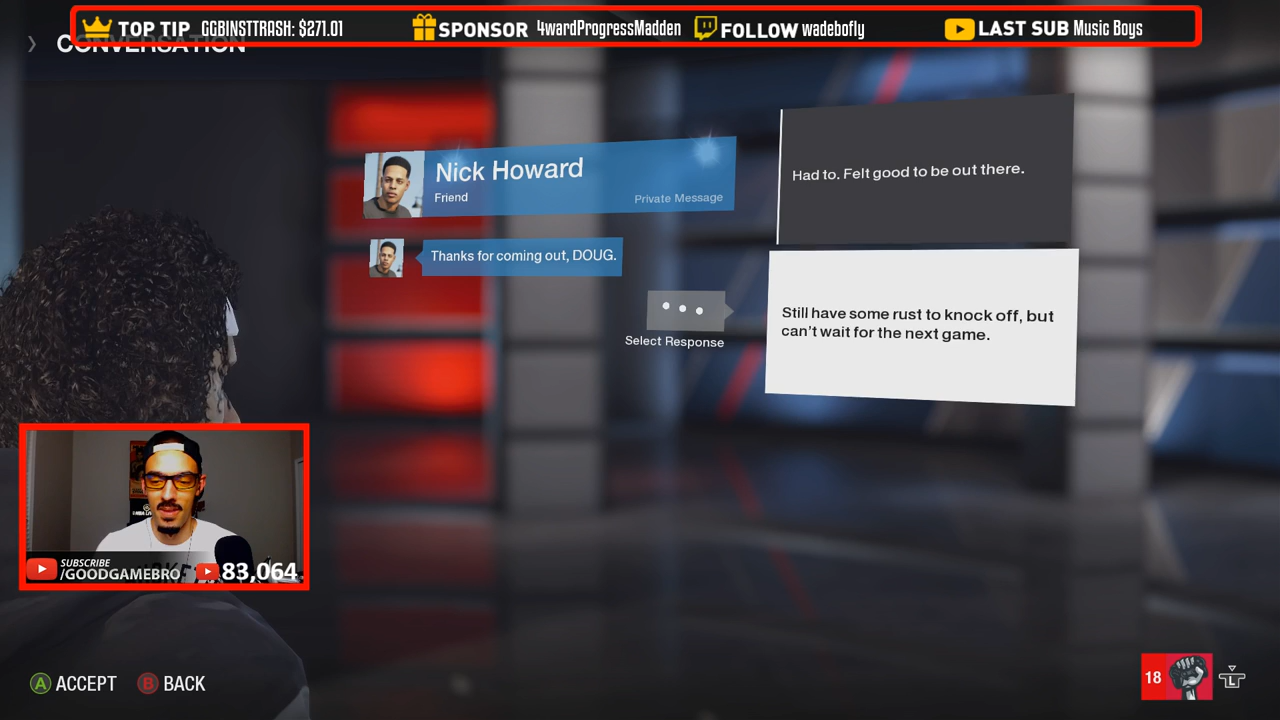 TOP TIP GGBINSTTRASH: $271.01
SPONSOR 4wardProgressMadden
FOLLOW wadebofly
LAST SUB Music Boys
CONVERSATION
Nick Howard
Friend
Private Message
Thanks for coming out, DOUG.
Select Response
Had to. Felt good to be out there.
Still have some rust to knock off, but
can't wait for the next game.
SUBSCRIBE
/GOODGAMEBRO
83,064
A ACCEPT
B BACK
18
L